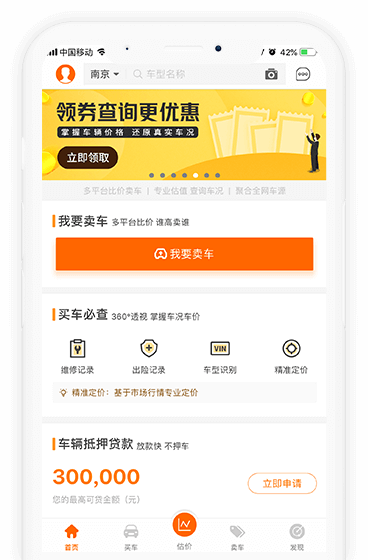 中国移动
42%
南京
车型名称
领券查询更优惠
掌握车辆价格 还原真实车况
立即领取
多平台比价卖车 | 专业估值 查询车况 | 聚合全网车源
我要卖车 多平台比价 谁高卖谁
我要卖车
买车必查 360°透视 掌握车况车价
VIN
维修记录 出险记录 车型识别 精准定价
精准定价：基于市场行情专业定价
车辆抵押贷款 放款快 不押车
300,000
立即申请
您的最高可贷金额（元）
首页 买车 估价 卖车 发现